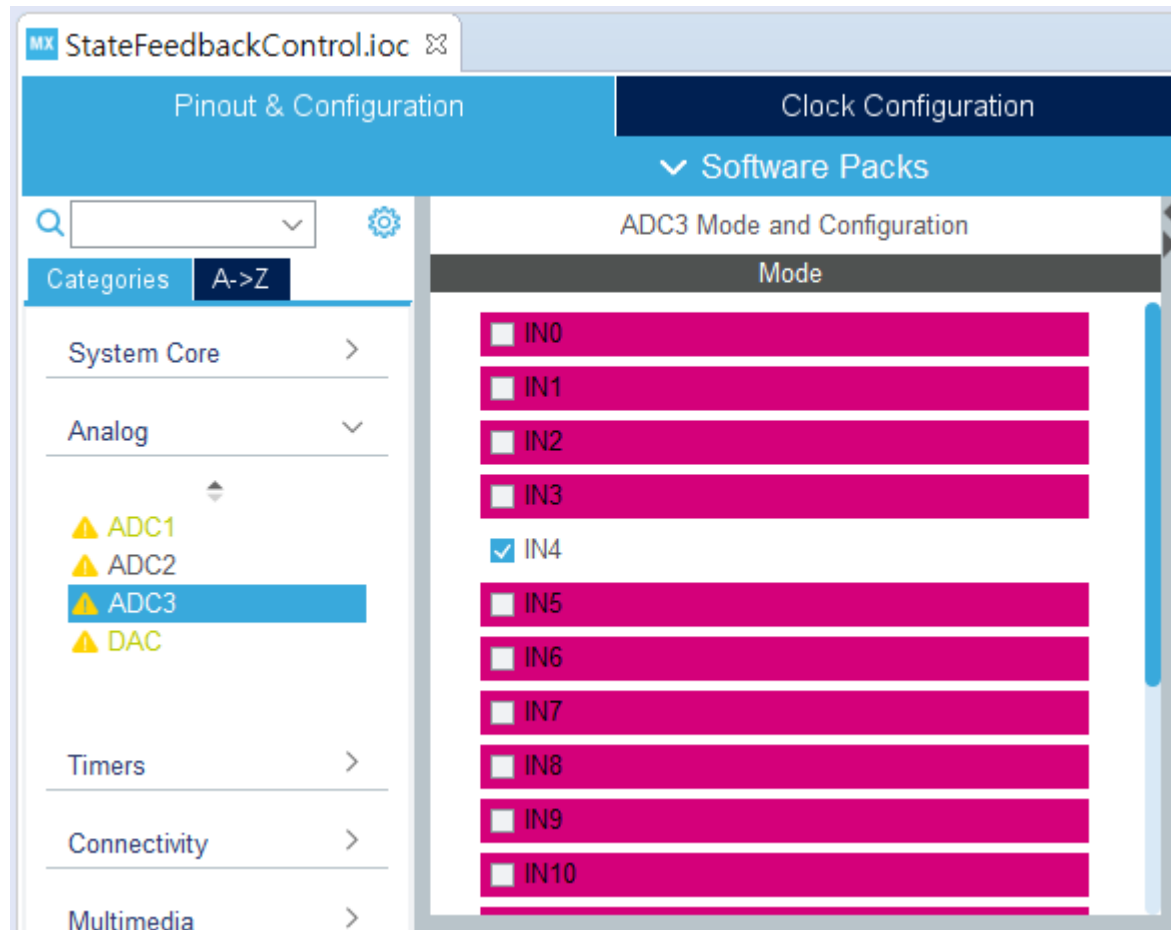 MX StateFeedbackControl.ioc
Pinout & Configuration
Clock Configuration
Software Packs
Categories
A->Z
System Core
Analog
ADC1
ADC2
ADC3
DAC
Timers
Connectivity
Multimedia
ADC3 Mode and Configuration
Mode
IN0
IN1
IN2
IN3
IN4
IN5
IN6
IN7
IN8
IN9
IN10